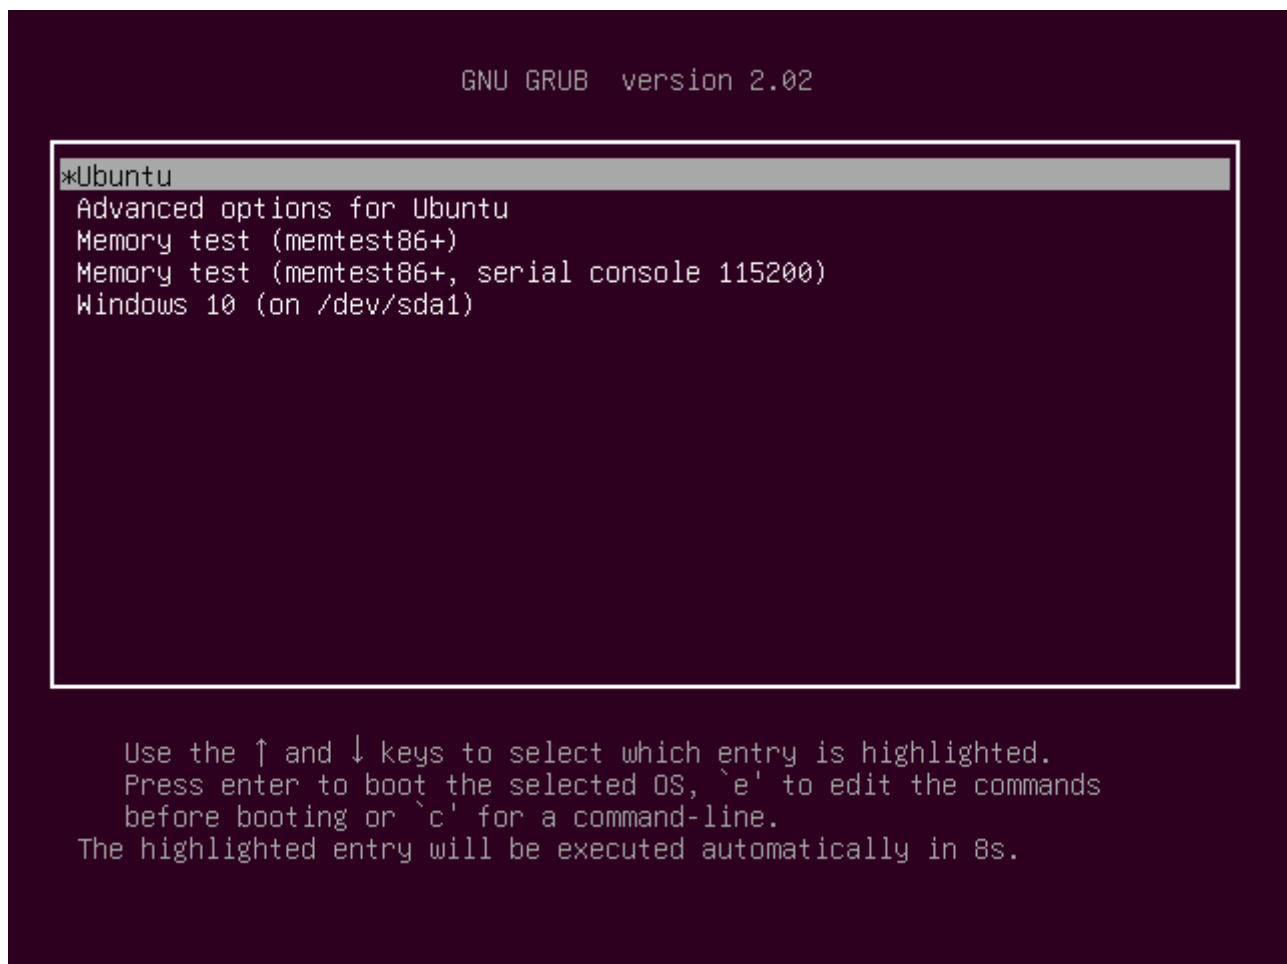 GNU GRUB  version 2.02
*Ubuntu
Advanced options for Ubuntu
Memory test (memtest86+)
Memory test (memtest86+, serial console 115200)
Windows 10 (on /dev/sda1)
Use the ↑ and ↓ keys to select which entry is highlighted.
Press enter to boot the selected OS, `e' to edit the commands
before booting or `c' for a command-line.
The highlighted entry will be executed automatically in 8s.